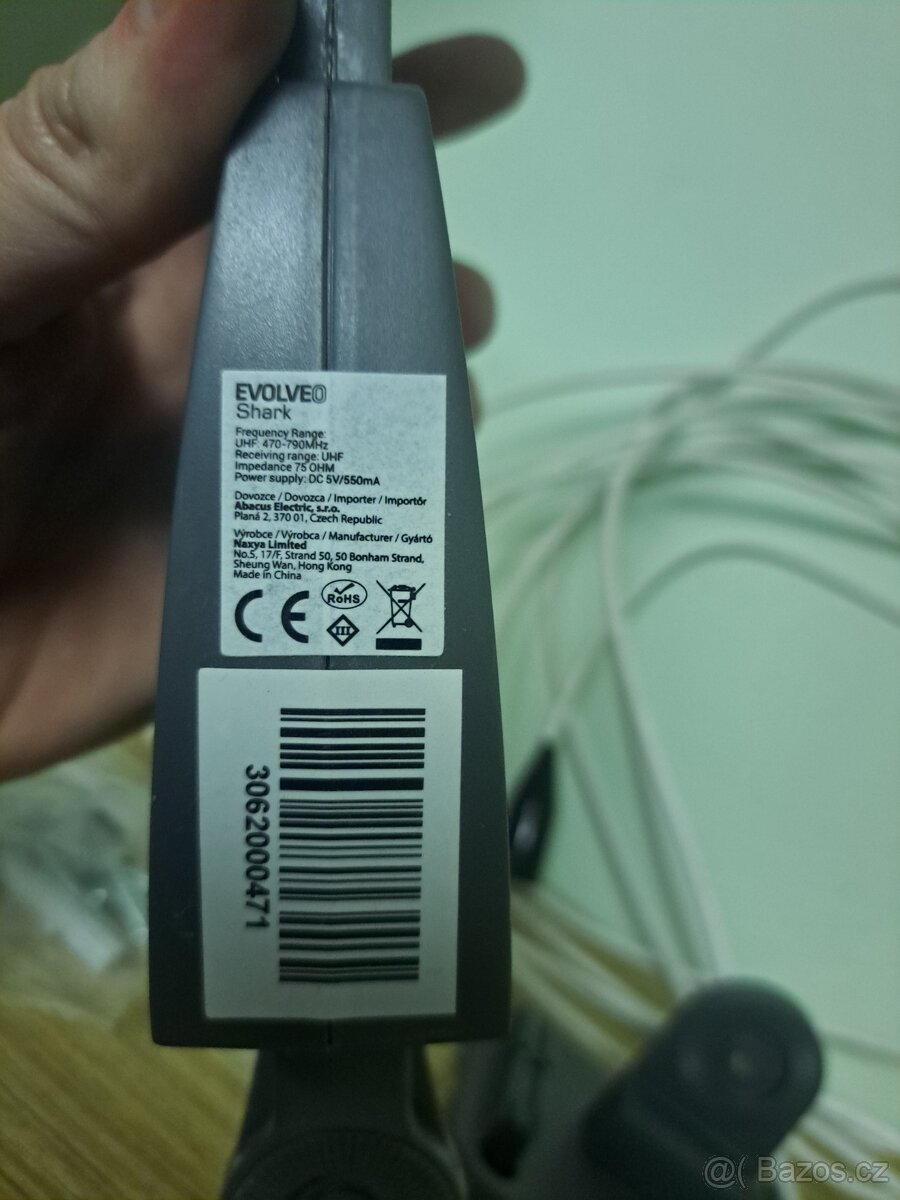 EVOLVEO
Shark
Frequency Range:
UHF: 470-790MHz
Receiving range: UHF
Impedance 75 OHM
Power supply: DC 5V/550mA
Dovozce / Dovozca / Importer / Importőr
Abacus Electric, s.r.o.
Planá 2, 370 01, Czech Republic
Výrobce / Výrobca / Manufacturer / Gyártó
Naxya Limited
No.5, 17/F, Strand 50, 50 Bonham Strand,
Sheung Wan, Hong Kong
Made in China
CE
RoHS
III
3062000471
@( Bazos.cz